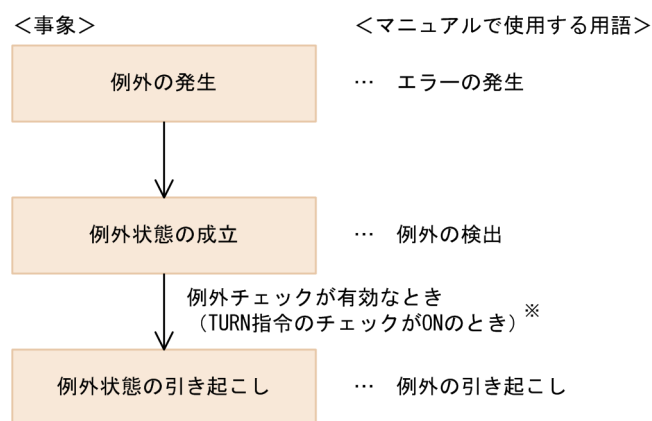 ＜事象＞　＜マニュアルで使用する用語＞
例外の発生　…　エラーの発生
例外状態の成立　…　例外の検出
例外チェックが有効なとき
（TURN指令のチェックがONのとき）※
例外状態の引き起こし　…　例外の引き起こし